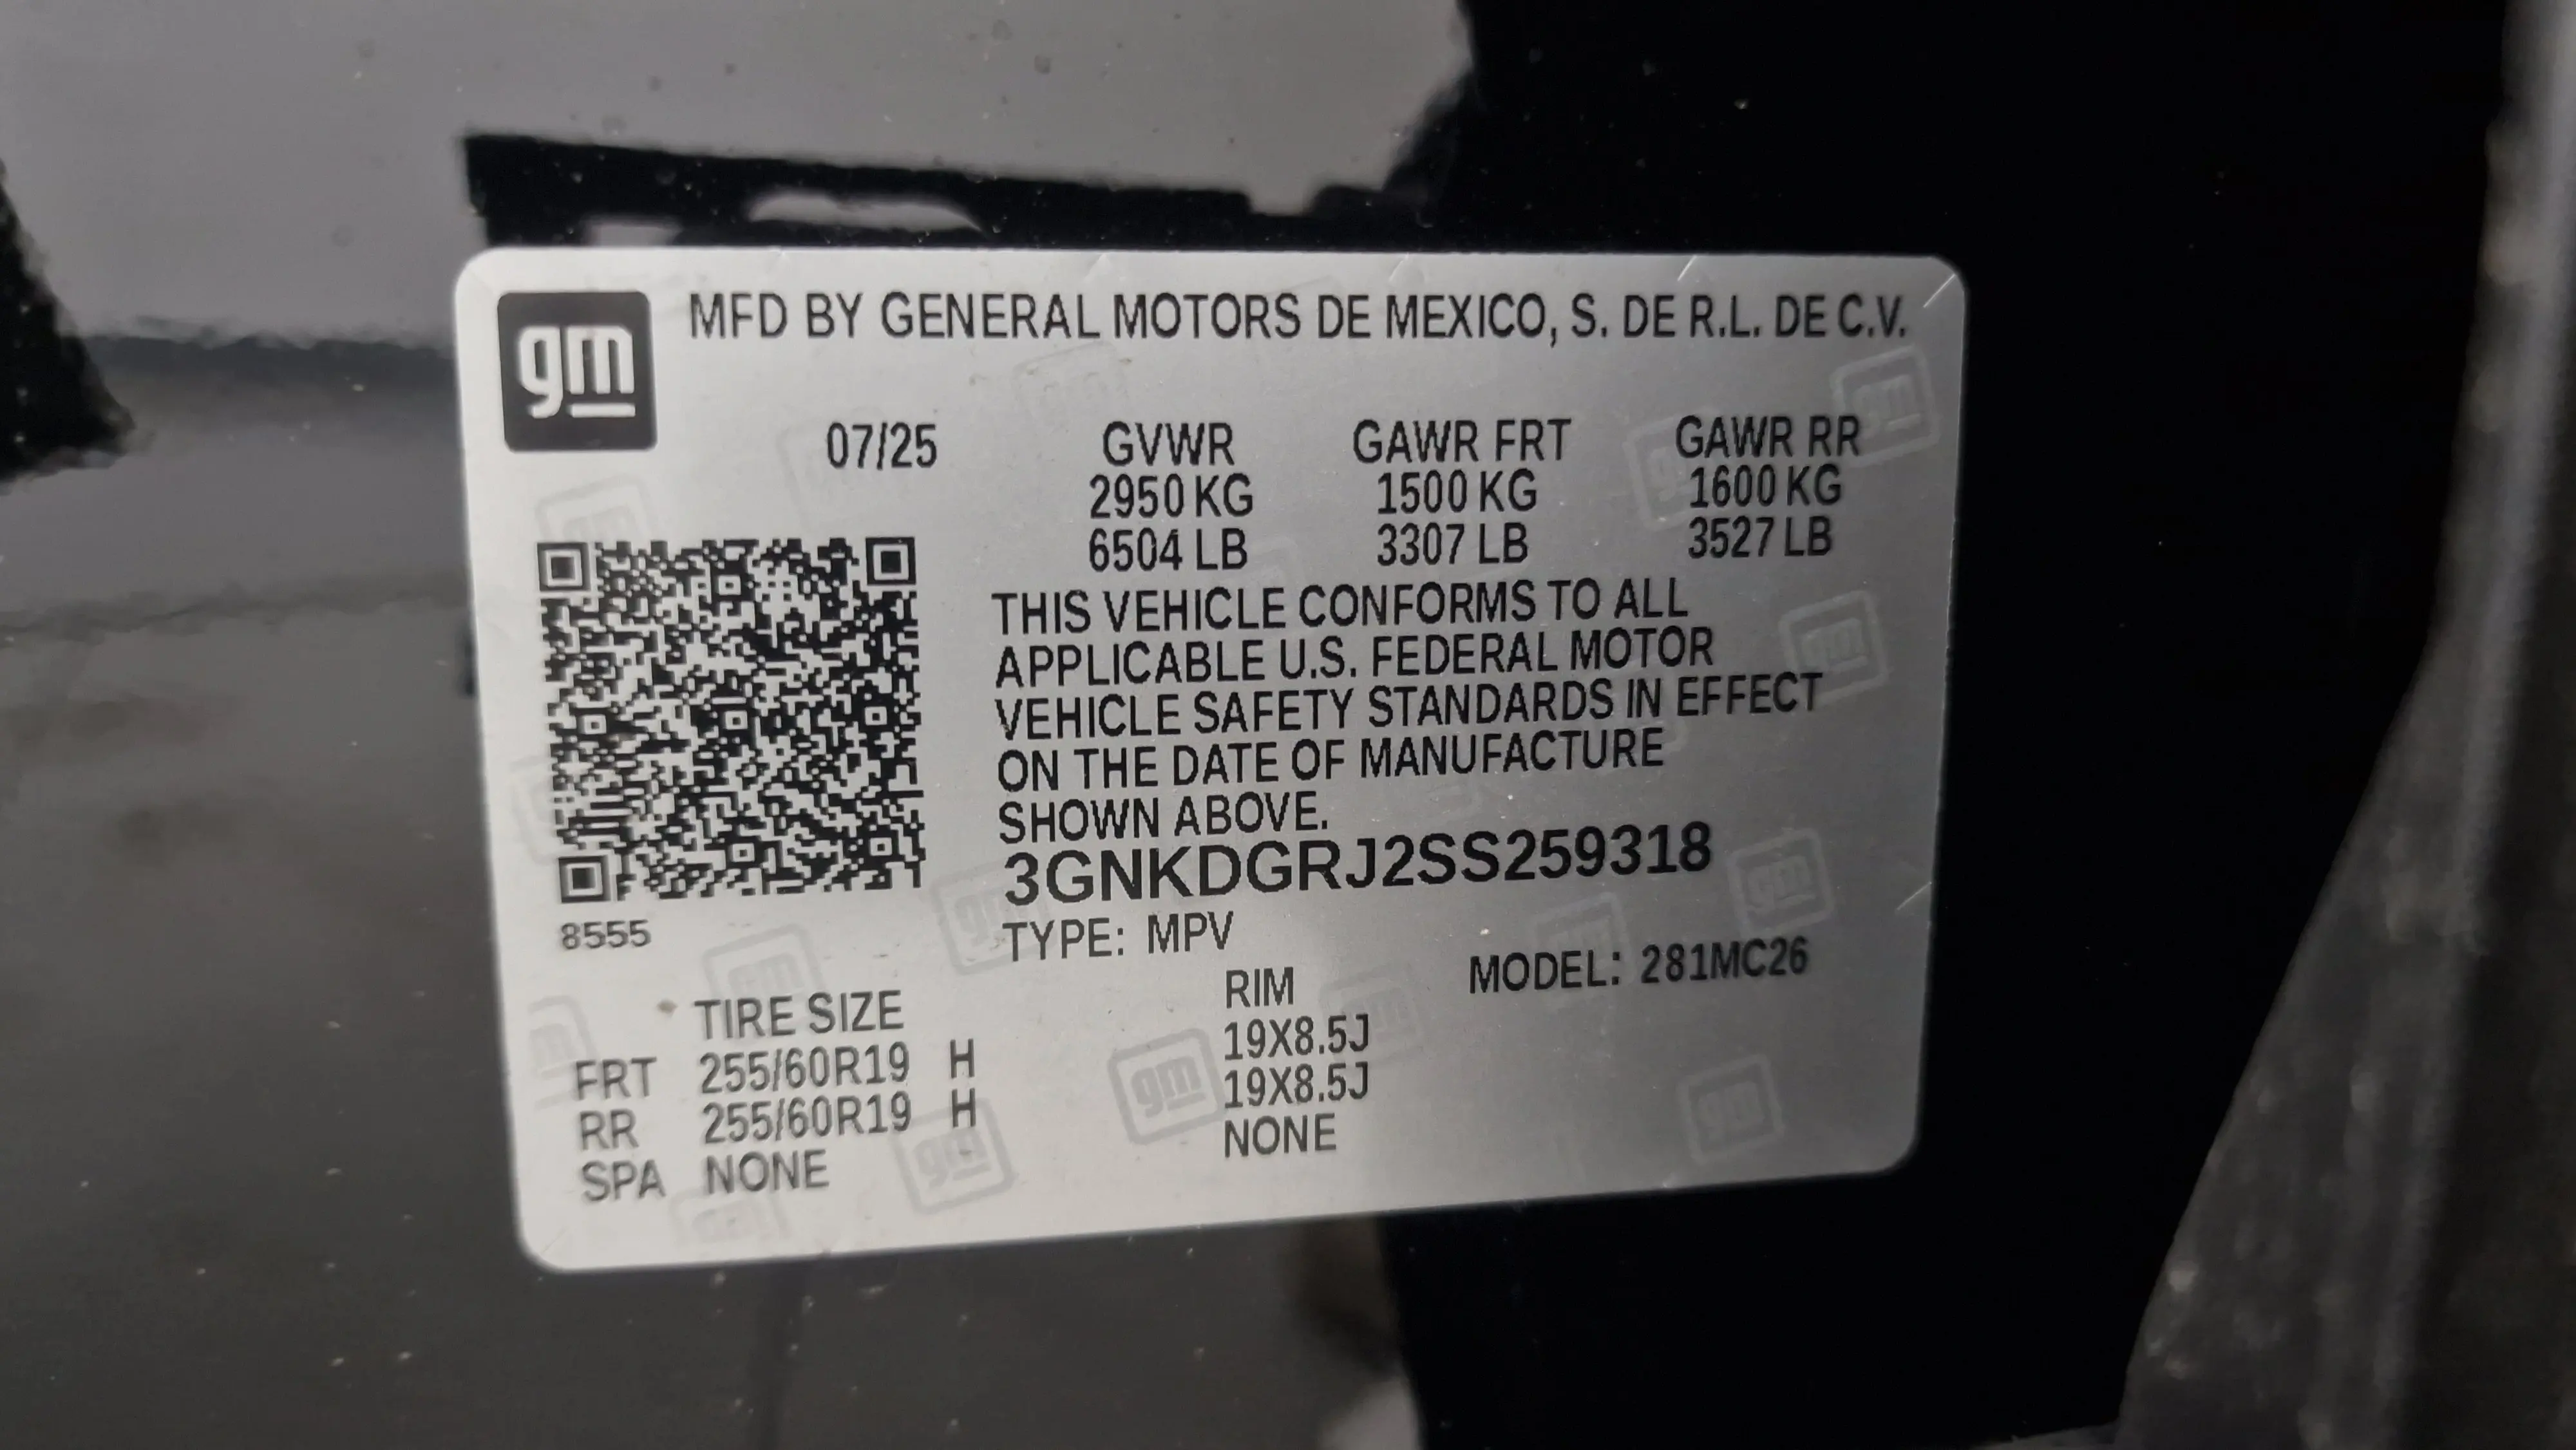 gm MFD BY GENERAL MOTORS DE MEXICO, S. DE R.L. DE C.V.
07/25 GVWR GAWR FRT GAWR RR
2950 KG 1500 KG 1600 KG
6504 LB 3307 LB 3527 LB
THIS VEHICLE CONFORMS TO ALL
APPLICABLE U.S. FEDERAL MOTOR
VEHICLE SAFETY STANDARDS IN EFFECT
ON THE DATE OF MANUFACTURE
SHOWN ABOVE.
3GNKDGRJ2SS259318
8555
TYPE: MPV
MODEL: 281MC26
TIRE SIZE RIM
FRT 255/60R19 H 19X8.5J
RR 255/60R19 H 19X8.5J
SPA NONE NONE